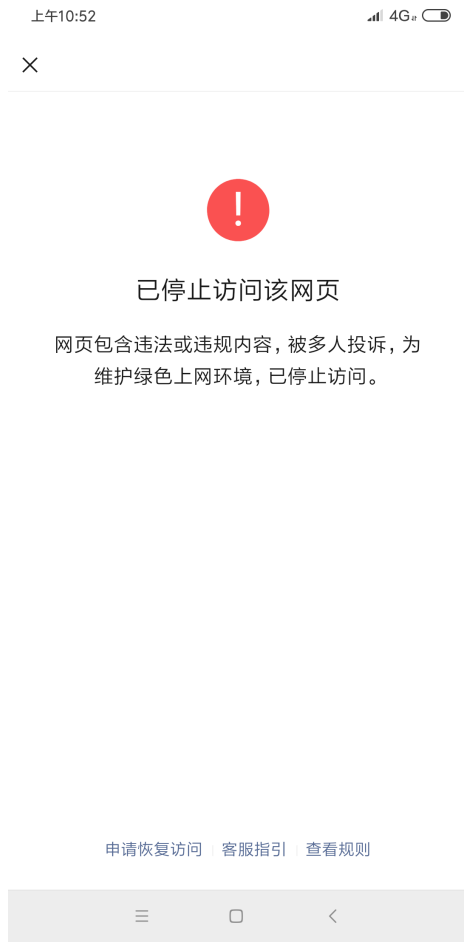 上午10:52
4G
已停止访问该网页
网页包含违法或违规内容，被多人投诉，为
维护绿色上网环境，已停止访问。
申请恢复访问 客服指引 查看规则